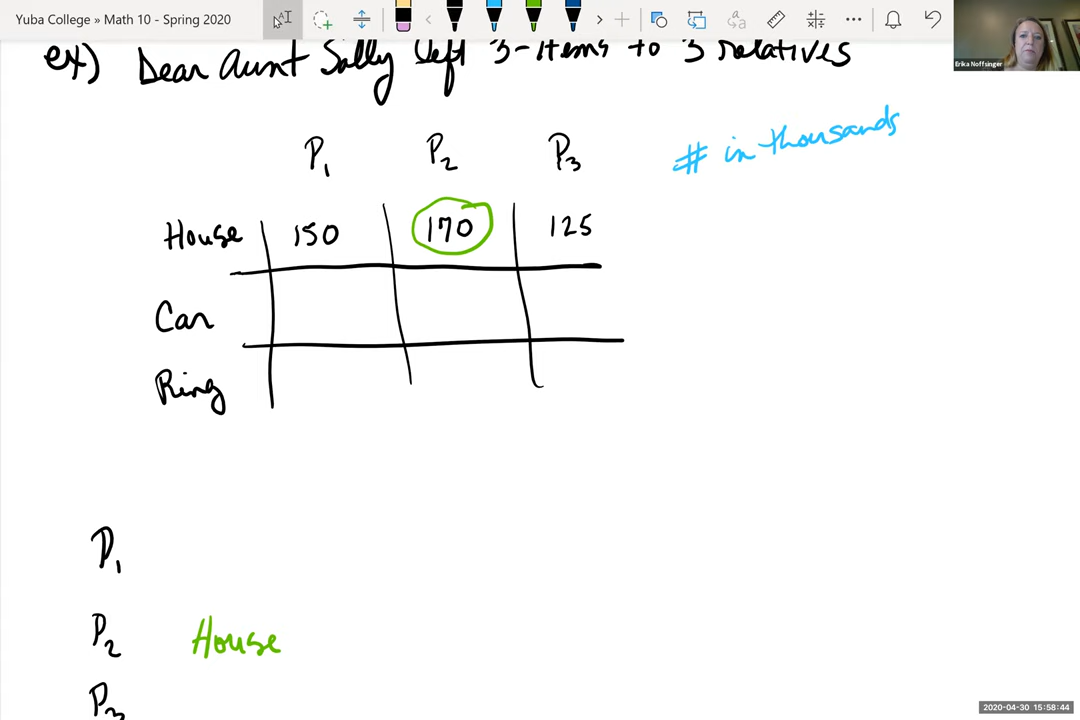 Yuba College » Math 10 - Spring 2020
Erika Noffsinger
ex) Dear Aunt Sally left 3-items to 3 relatives
P₁ P₂ P₃ # in thousands
House 150 170 125
Car
Ring
P₁
P₂ House
P₃
2020-04-30 15:58:44